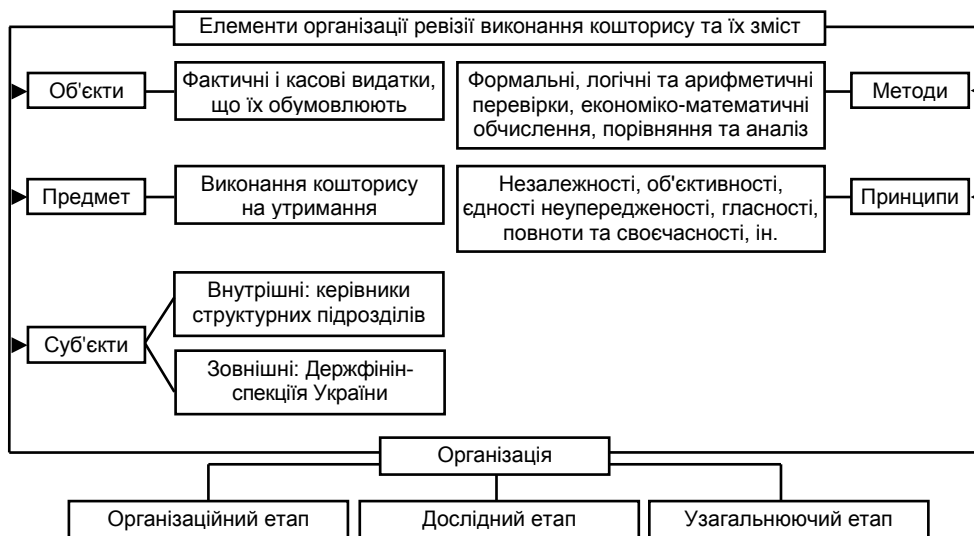 Елементи організації ревізії виконання кошторису та їх зміст
Об'єкти
Фактичні і касові видатки,
що їх обумовлюють
Формальні, логічні та арифметичні
перевірки, економіко-математичні
обчислення, порівняння та аналіз
Методи
Предмет
Виконання кошторису
на утримання
Незалежності, об'єктивності,
єдності неупередженості, гласності,
повноти та своєчасності, ін.
Принципи
Суб'єкти
Внутрішні: керівники
структурних підрозділів
Зовнішні: Держфінін-
спекціїя України
Організація
Організаційний етап
Дослідний етап
Узагальнюючий етап